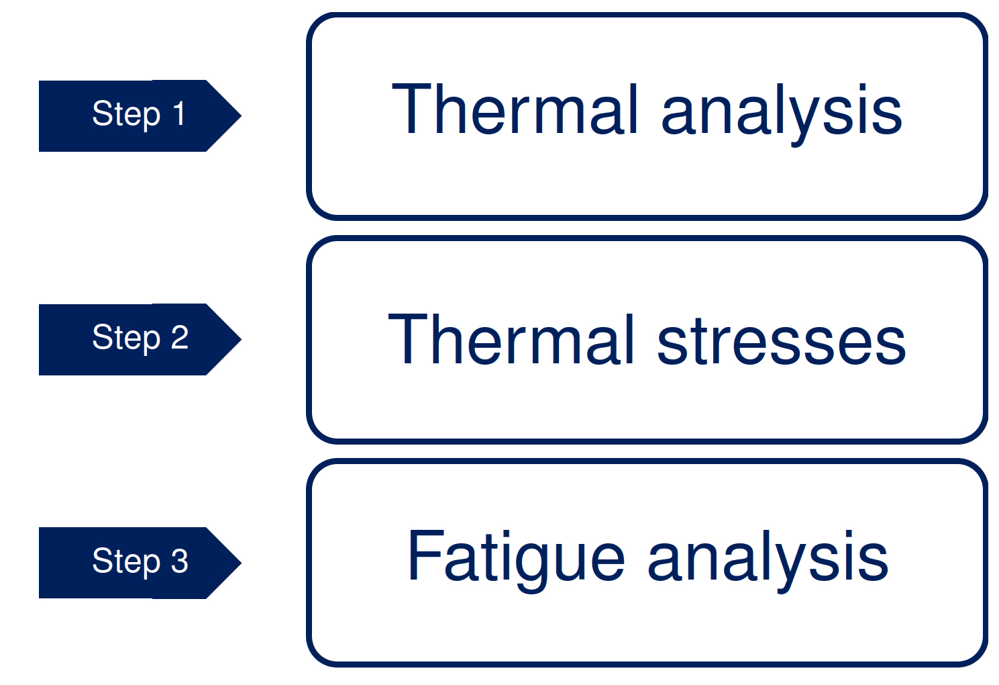 Step 1
Thermal analysis
Step 2
Thermal stresses
Step 3
Fatigue analysis